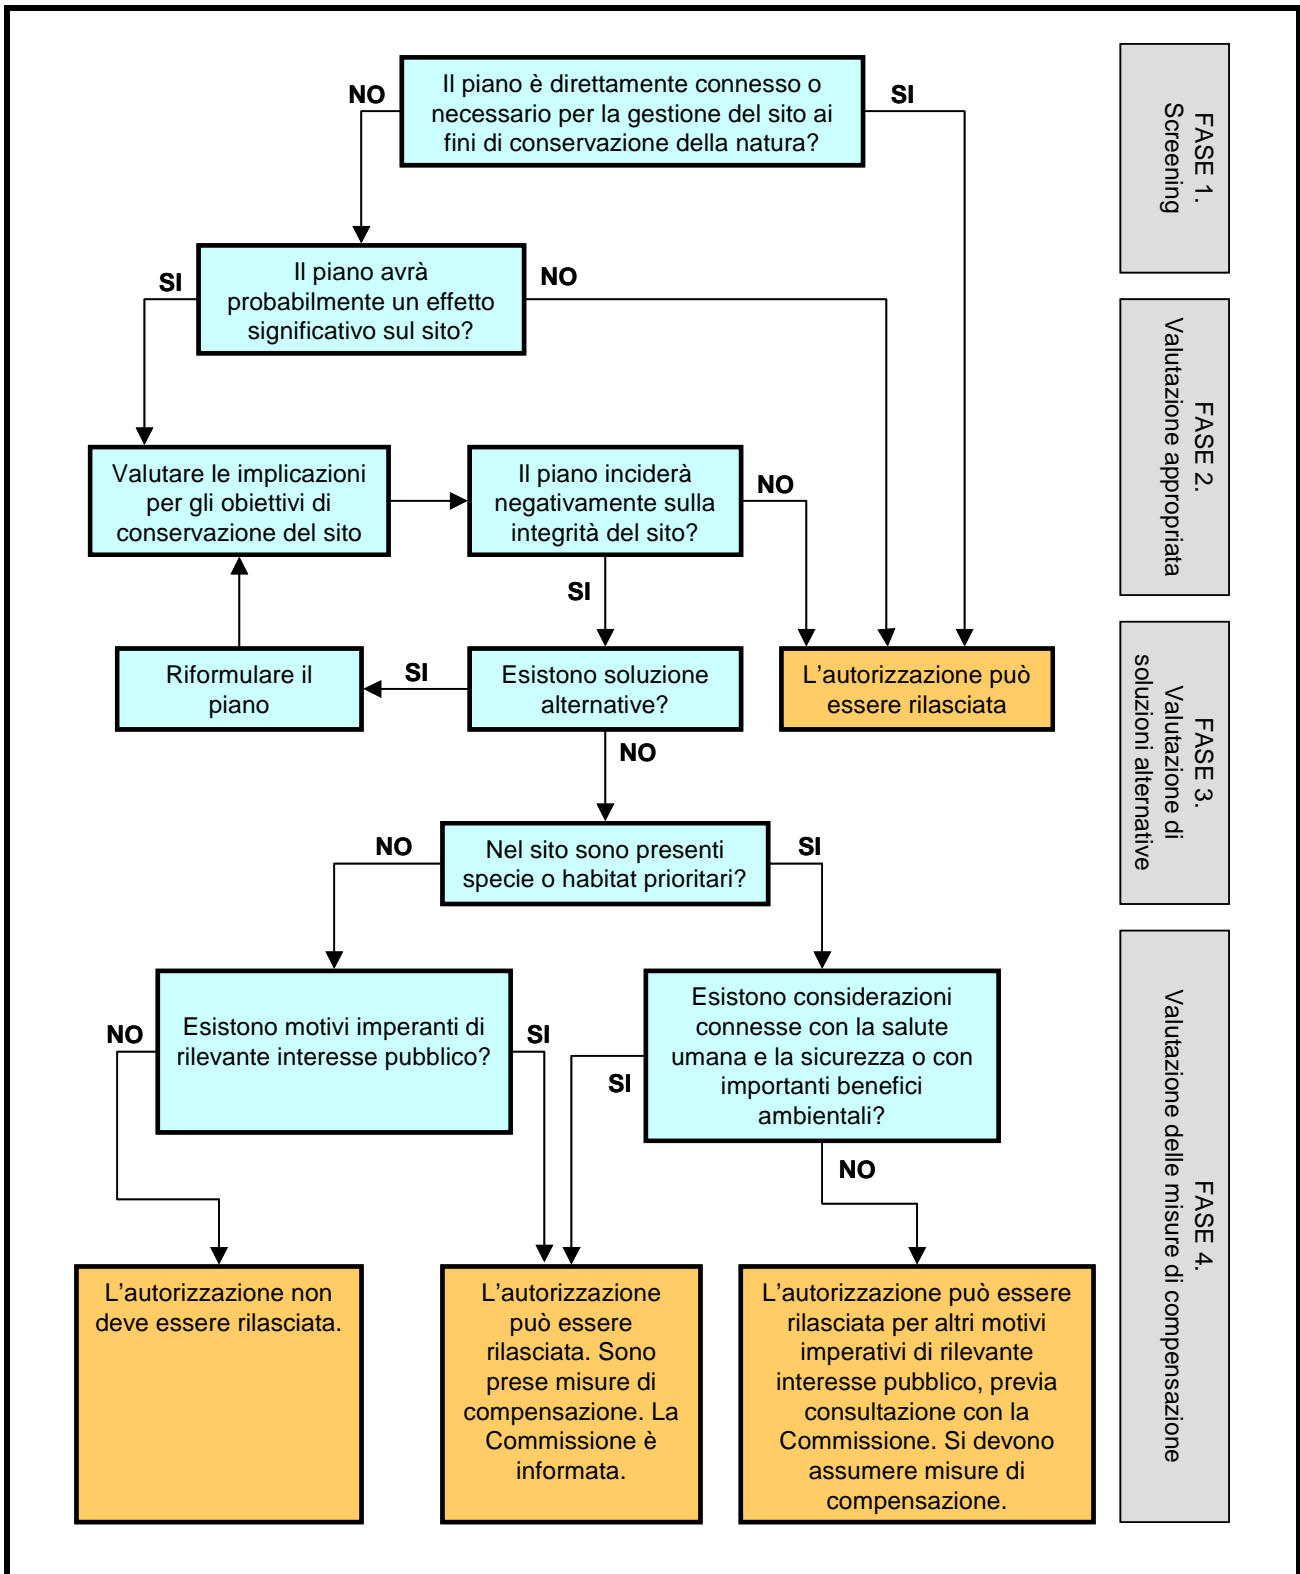 Il piano è direttamente connesso o
necessario per la gestione del sito ai
fini di conservazione della natura?
NO
SI
FASE 1.
Screening
Il piano avrà
probabilmente un effetto
significativo sul sito?
SI
NO
FASE 2.
Valutazione appropriata
Valutare le implicazioni
per gli obiettivi di
conservazione del sito
Il piano inciderà
negativamente sulla
integrità del sito?
NO
SI
Riformulare il
piano
SI
Esistono soluzione
alternative?
L'autorizzazione può
essere rilasciata
NO
FASE 3.
Valutazione di
soluzioni alternative
NO
Nel sito sono presenti
specie o habitat prioritari?
SI
FASE 4.
Valutazione delle misure di compensazione
NO
Esistono motivi imperanti di
rilevante interesse pubblico?
SI
Esistono considerazioni
connesse con la salute
umana e la sicurezza o con
importanti benefici
ambientali?
SI
NO
L'autorizzazione non
deve essere rilasciata.
L'autorizzazione
può essere
rilasciata. Sono
prese misure di
compensazione. La
Commissione è
informata.
L'autorizzazione può essere
rilasciata per altri motivi
imperativi di rilevante
interesse pubblico, previa
consultazione con la
Commissione. Si devono
assumere misure di
compensazione.